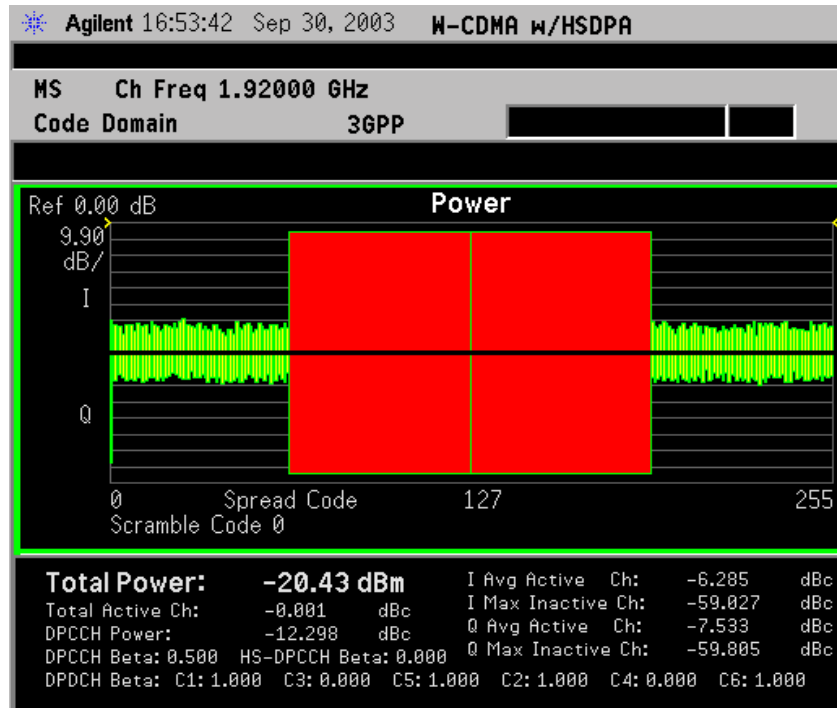 Agilent 16:53:42 Sep 30, 2003 W-CDMA w/HSDPA
MS Ch Freq 1.92000 GHz
Code Domain 3GPP
Ref 0.00 dB Power
9.90
dB/
I
Q
0 Spread Code 127 255
Scramble Code 0
Total Power: -20.43 dBm
Total Active Ch: -0.001 dBc
DPCCH Power: -12.298 dBc
DPCCH Beta: 0.500 HS-DPCCH Beta: 0.000
I Avg Active Ch: -6.285 dBc
I Max Inactive Ch: -59.027 dBc
Q Avg Active Ch: -7.533 dBc
Q Max Inactive Ch: -59.805 dBc
DPDCH Beta: C1: 1.000 C3: 0.000 C5: 1.000 C2: 1.000 C4: 0.000 C6: 1.000